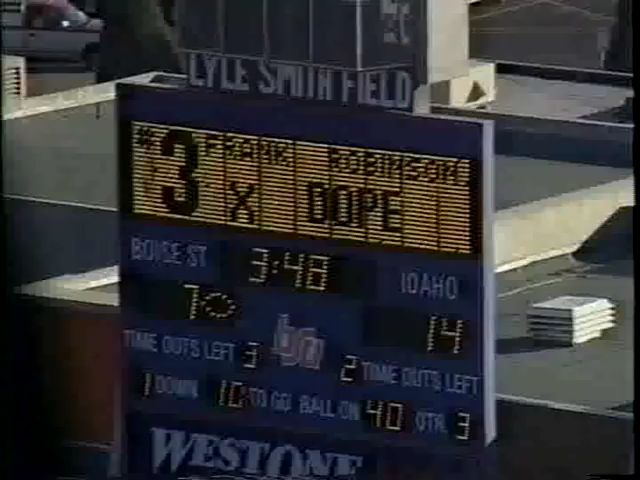 LYLE SMITH FIELD
#3 FRANK ROBINSON
X DOPE
BOISE ST 3:48 IDAHO
7 14
TIME OUTS LEFT 3 2 TIME OUTS LEFT
1 DOWN 10 TO GO BALL ON 40 QTR. 3
WESTONE